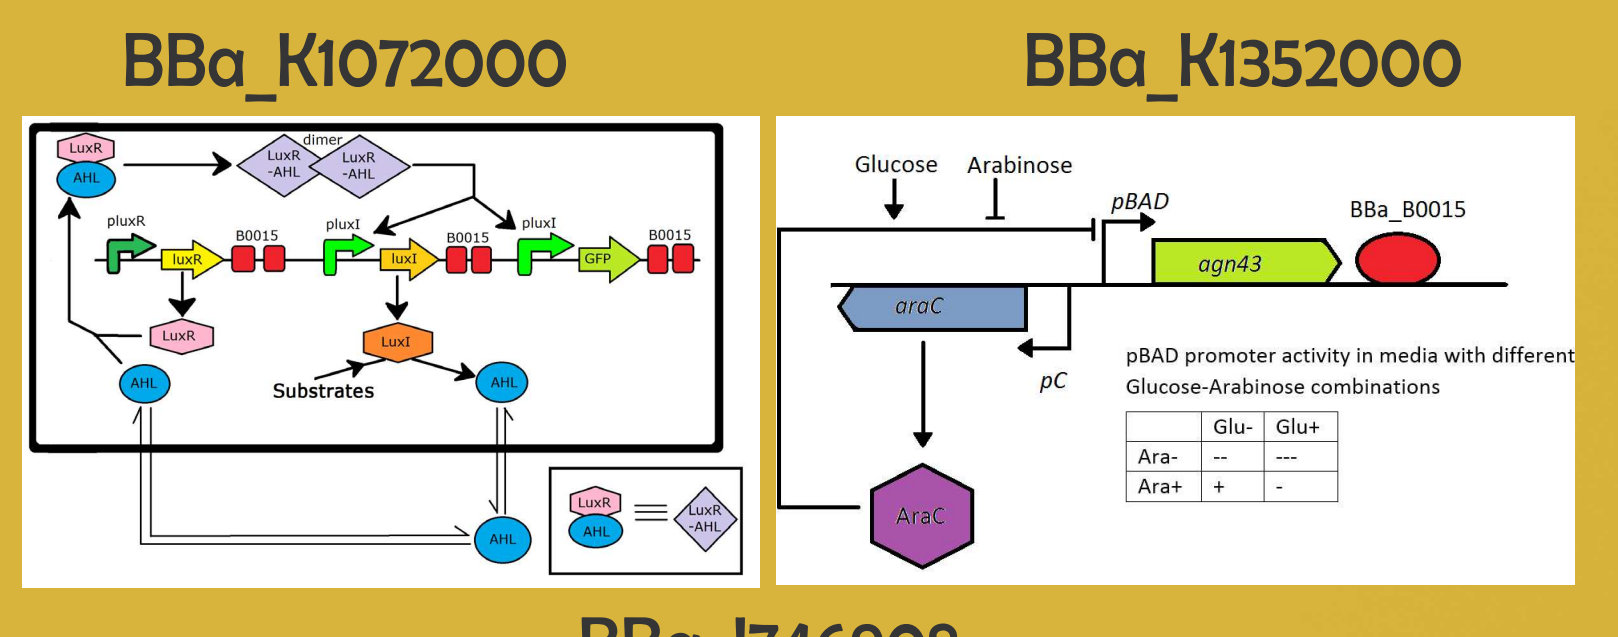 BBa_K1072000
BBa_K1352000
LuxR
AHL
dimer
LuxR
-AHL
LuxR
-AHL
pluxR
luxR
B0015
pluxI
luxI
B0015
pluxI
GFP
B0015
LuxR
LuxI
AHL
Substrates
AHL
AHL
LuxR
AHL
LuxR
-AHL
Glucose
Arabinose
pBAD
BBa_B0015
agn43
araC
pC
AraC
pBAD promoter activity in media with different
Glucose-Arabinose combinations
Glu- Glu+
Ara- -- ---
Ara+ + -